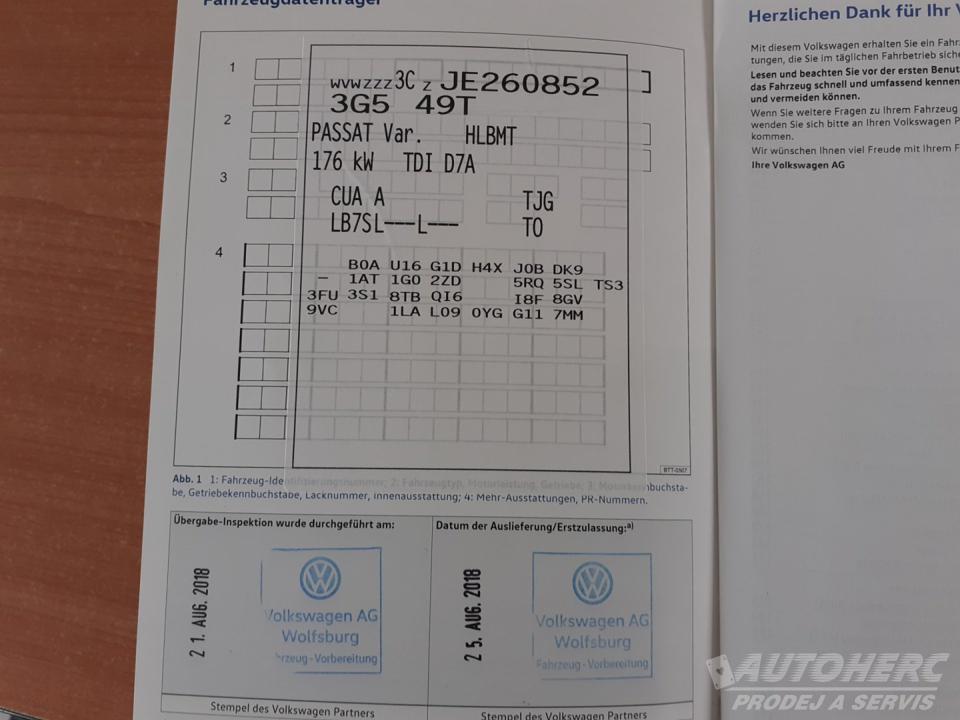 Fahrzeugdatenträger
1
2
3
4
WVWZZZ3C Z JE260852
3G5 49T
PASSAT Var. HLBMT
176 kW TDI D7A
CUA A TJG
LB7SL---L--- TO
B0A U16 G1D H4X J0B DK9
- 1AT 1G0 2ZD 5RQ 5SL TS3
3FU 3S1 8TB QI6 I8F 8GV
9VC 1LA L09 0YG G11 7MM
BTT-0507
Abb. 1 1: Fahrzeug-Identifizierungsnummer; 2: Fahrzeugtyp, Motorleistung, Getriebe; 3: Motorkennbuchsta-
be, Getriebekennbuchstabe, Lacknummer, Innenausstattung; 4: Mehr-Ausstattungen, PR-Nummern.
Übergabe-Inspektion wurde durchgeführt am:
21. AUG. 2018
Volkswagen AG
Wolfsburg
Fahrzeug-Vorbereitung
Stempel des Volkswagen Partners
Datum der Auslieferung/Erstzulassung:a)
25. AUG. 2018
Volkswagen AG
Wolfsburg
Fahrzeug-Vorbereitung
Stempel des Volkswagen Partners
Herzlichen Dank für Ihr V
Mit diesem Volkswagen erhalten Sie ein Fahrz
tungen, die Sie im täglichen Fahrbetrieb siche
Lesen und beachten Sie vor der ersten Benut
das Fahrzeug schnell und umfassend kennen
und vermeiden können.
Wenn Sie weitere Fragen zu Ihrem Fahrzeug
wenden Sie sich bitte an Ihren Volkswagen P
kommen.
Wir wünschen Ihnen viel Freude mit Ihrem F
Ihre Volkswagen AG
AUTOHERC
PRODEJ A SERVIS